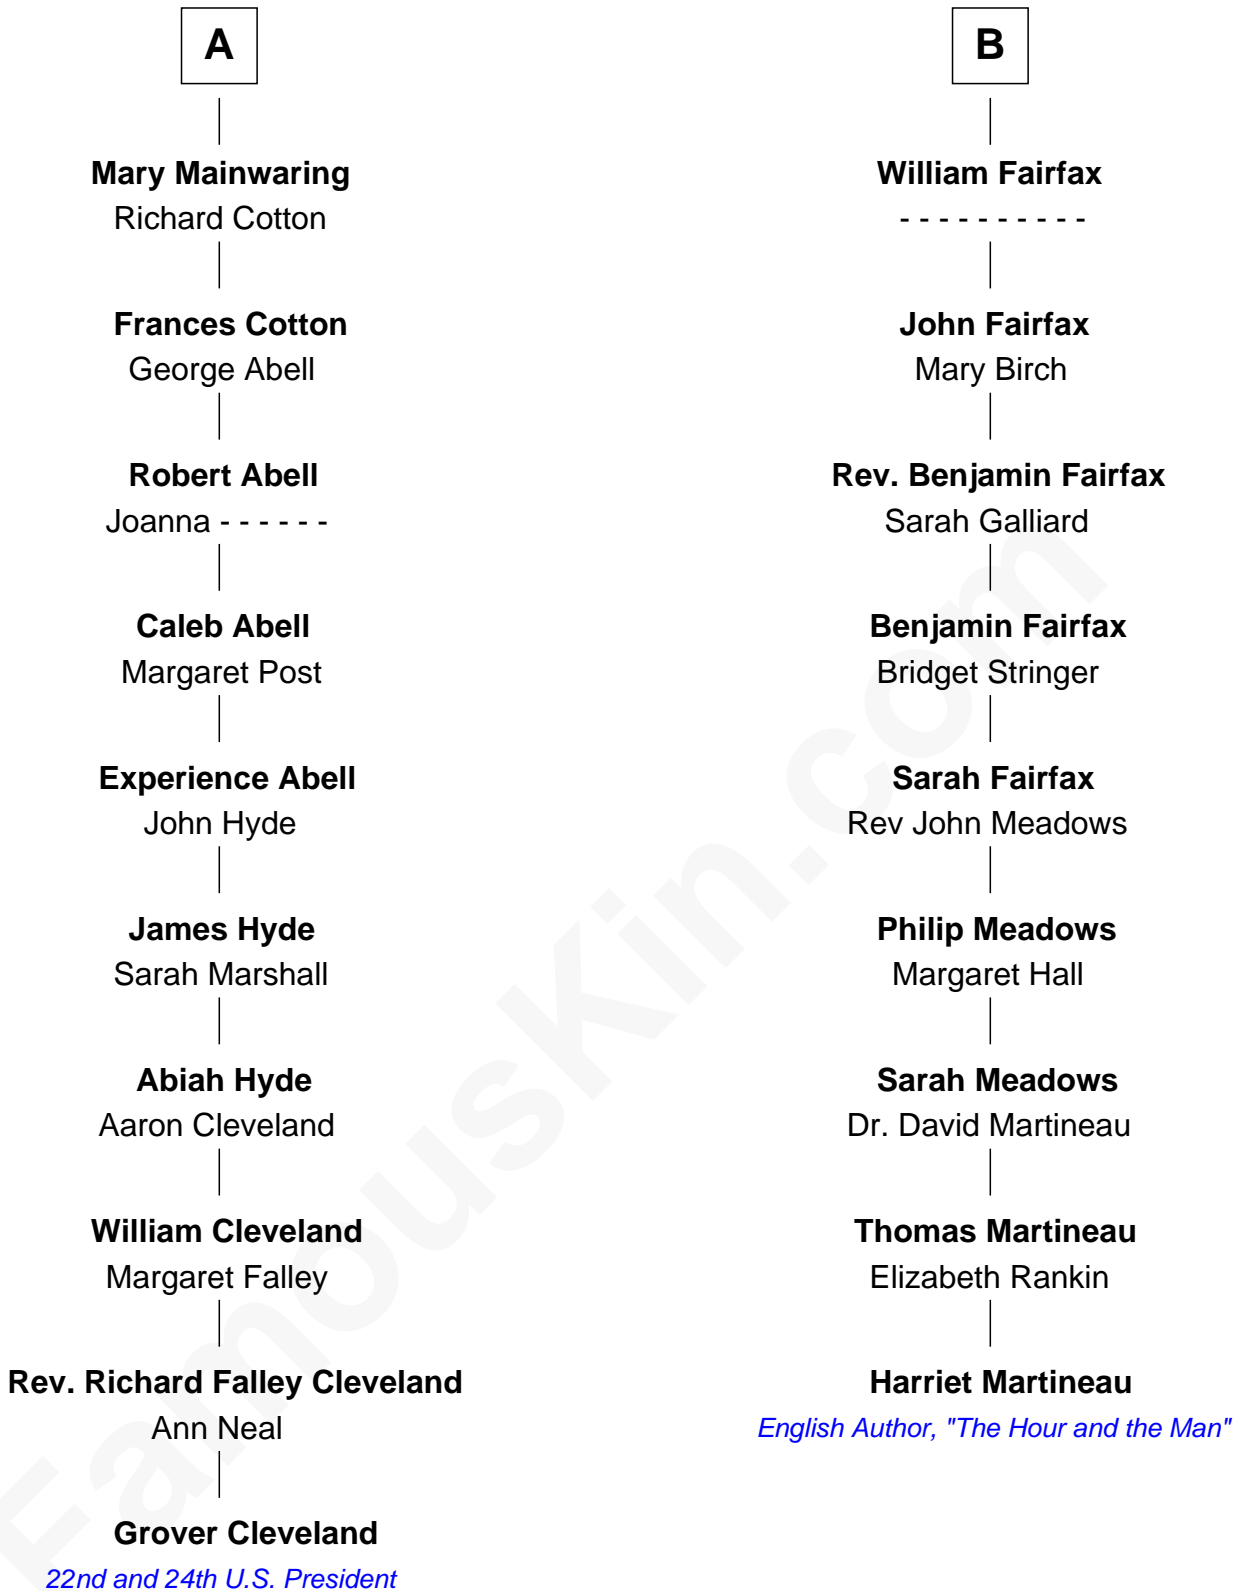 A
Mary Mainwaring
Richard Cotton
Frances Cotton
George Abell
Robert Abell
Joanna - - - - - -
Caleb Abell
Margaret Post
Experience Abell
John Hyde
James Hyde
Sarah Marshall
Abiah Hyde
Aaron Cleveland
William Cleveland
Margaret Falley
Rev. Richard Falley Cleveland
Ann Neal
Grover Cleveland
22nd and 24th U.S. President
B
William Fairfax
- - - - - - - - - -
John Fairfax
Mary Birch
Rev. Benjamin Fairfax
Sarah Galliard
Benjamin Fairfax
Bridget Stringer
Sarah Fairfax
Rev John Meadows
Philip Meadows
Margaret Hall
Sarah Meadows
Dr. David Martineau
Thomas Martineau
Elizabeth Rankin
Harriet Martineau
English Author, "The Hour and the Man"
FamousKin.com